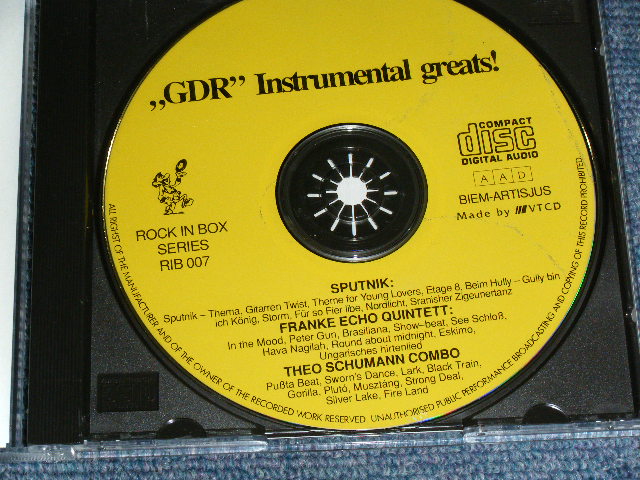 „GDR” Instrumental greats!
COMPACT
disc
DIGITAL AUDIO
AAD
BIEM-ARTISJUS
Made by VTCD
ROCK IN BOX
SERIES
RIB 007
SPUTNIK:
Sputnik – Thema, Gitarren Twist, Theme for Young Lovers, Etage 8, Beim Hully – Gully bin
ich König, Storm, Für so Fier libe, Nordlicht, Sranisher Zigeunertanz
FRANKE ECHO QUINTETT:
In the Mood, Peter Gun, Brasiliana, Show-beat, See Schloß,
Hava Nagilah, Round about midnight, Eskimo,
Ungarisches hirtenlied
THEO SCHUMANN COMBO
Pußta Beat, Sworn's Dance, Lark, Black Train,
Gorilla, Plutó, Musztáng, Strong Deal,
Silver Lake, Fire Land
ALL RIGHST OF THE MANUFACTURER AND OF THE OWNER OF THE RECORDED WORK RESERVED UNAUTHORISED PUBLIC PERFORMANCE BROADCASTING AND COPYING OF THIS RECORD PROHIBITED